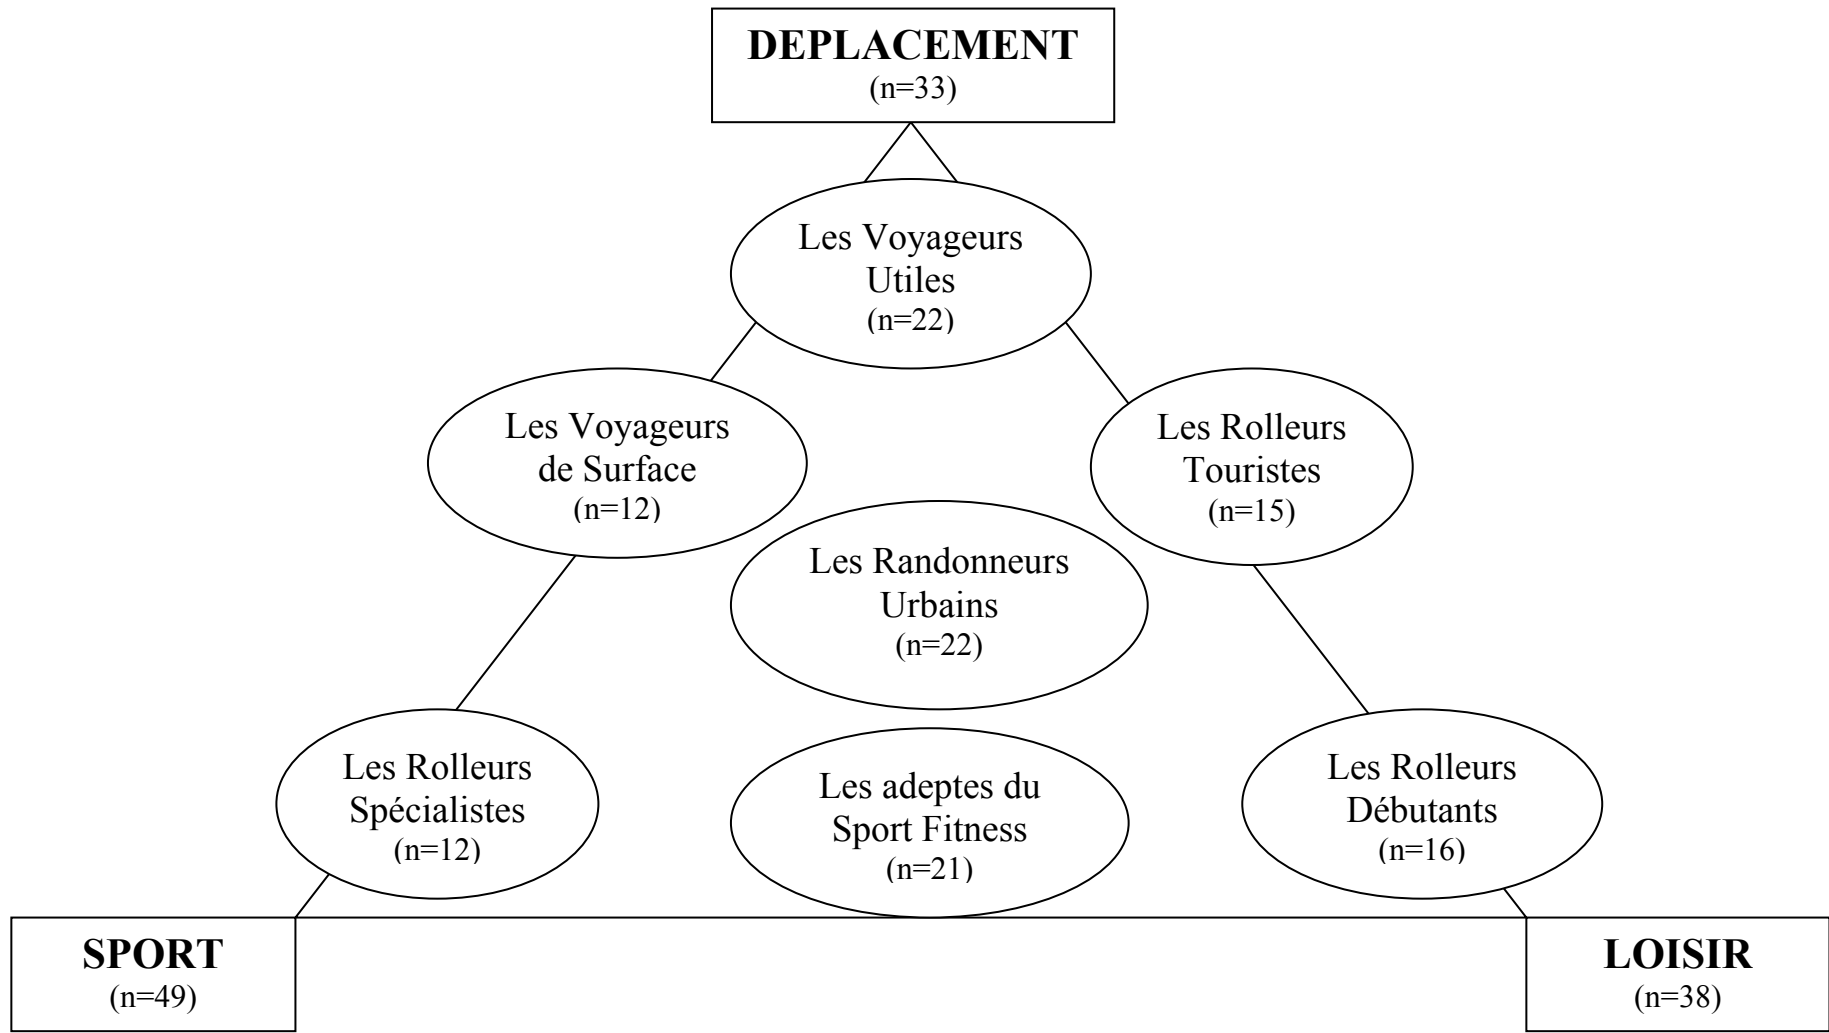 DEPLACEMENT
(n=33)
Les Voyageurs
Utiles
(n=22)
Les Voyageurs
de Surface
(n=12)
Les Rolleurs
Touristes
(n=15)
Les Randonneurs
Urbains
(n=22)
Les Rolleurs
Spécialistes
(n=12)
Les adeptes du
Sport Fitness
(n=21)
Les Rolleurs
Débutants
(n=16)
SPORT
(n=49)
LOISIR
(n=38)